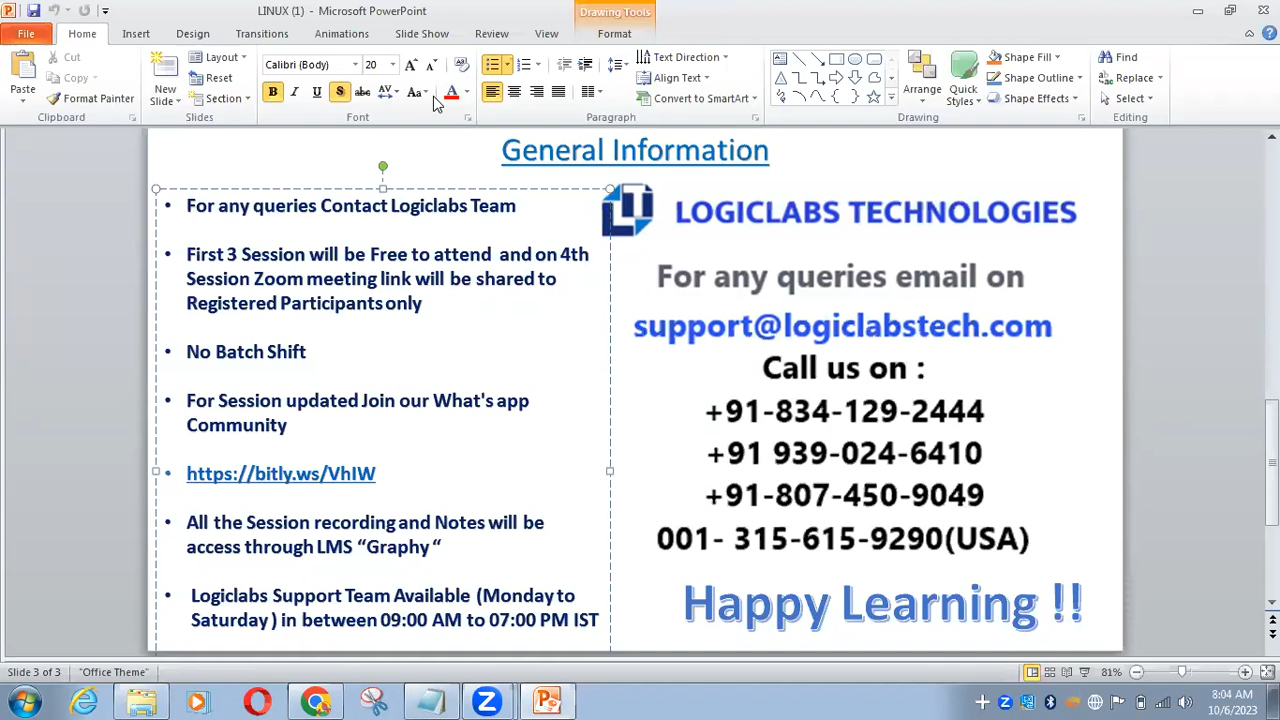 LINUX (1) - Microsoft PowerPoint
Drawing Tools
File Home Insert Design Transitions Animations Slide Show Review View Format
Cut
Copy
Format Painter
Paste
Clipboard
New Slide
Layout
Reset
Section
Slides
Calibri (Body) 20
Font
Text Direction
Align Text
Convert to SmartArt
Paragraph
Arrange
Quick Styles
Shape Fill
Shape Outline
Shape Effects
Drawing
Find
Replace
Select
Editing
General Information
• For any queries Contact Logiclabs Team
• First 3 Session will be Free to attend and on 4th
Session Zoom meeting link will be shared to
Registered Participants only
• No Batch Shift
• For Session updated Join our What's app
Community
• https://bitly.ws/VhIW
• All the Session recording and Notes will be
access through LMS “Graphy “
• Logiclabs Support Team Available (Monday to
Saturday ) in between 09:00 AM to 07:00 PM IST
LOGICLABS TECHNOLOGIES
For any queries email on
support@logiclabstech.com
Call us on :
+91-834-129-2444
+91 939-024-6410
+91-807-450-9049
001- 315-615-9290(USA)
Happy Learning !!
Slide 3 of 3 "Office Theme" 81%
8:04 AM
10/6/2023